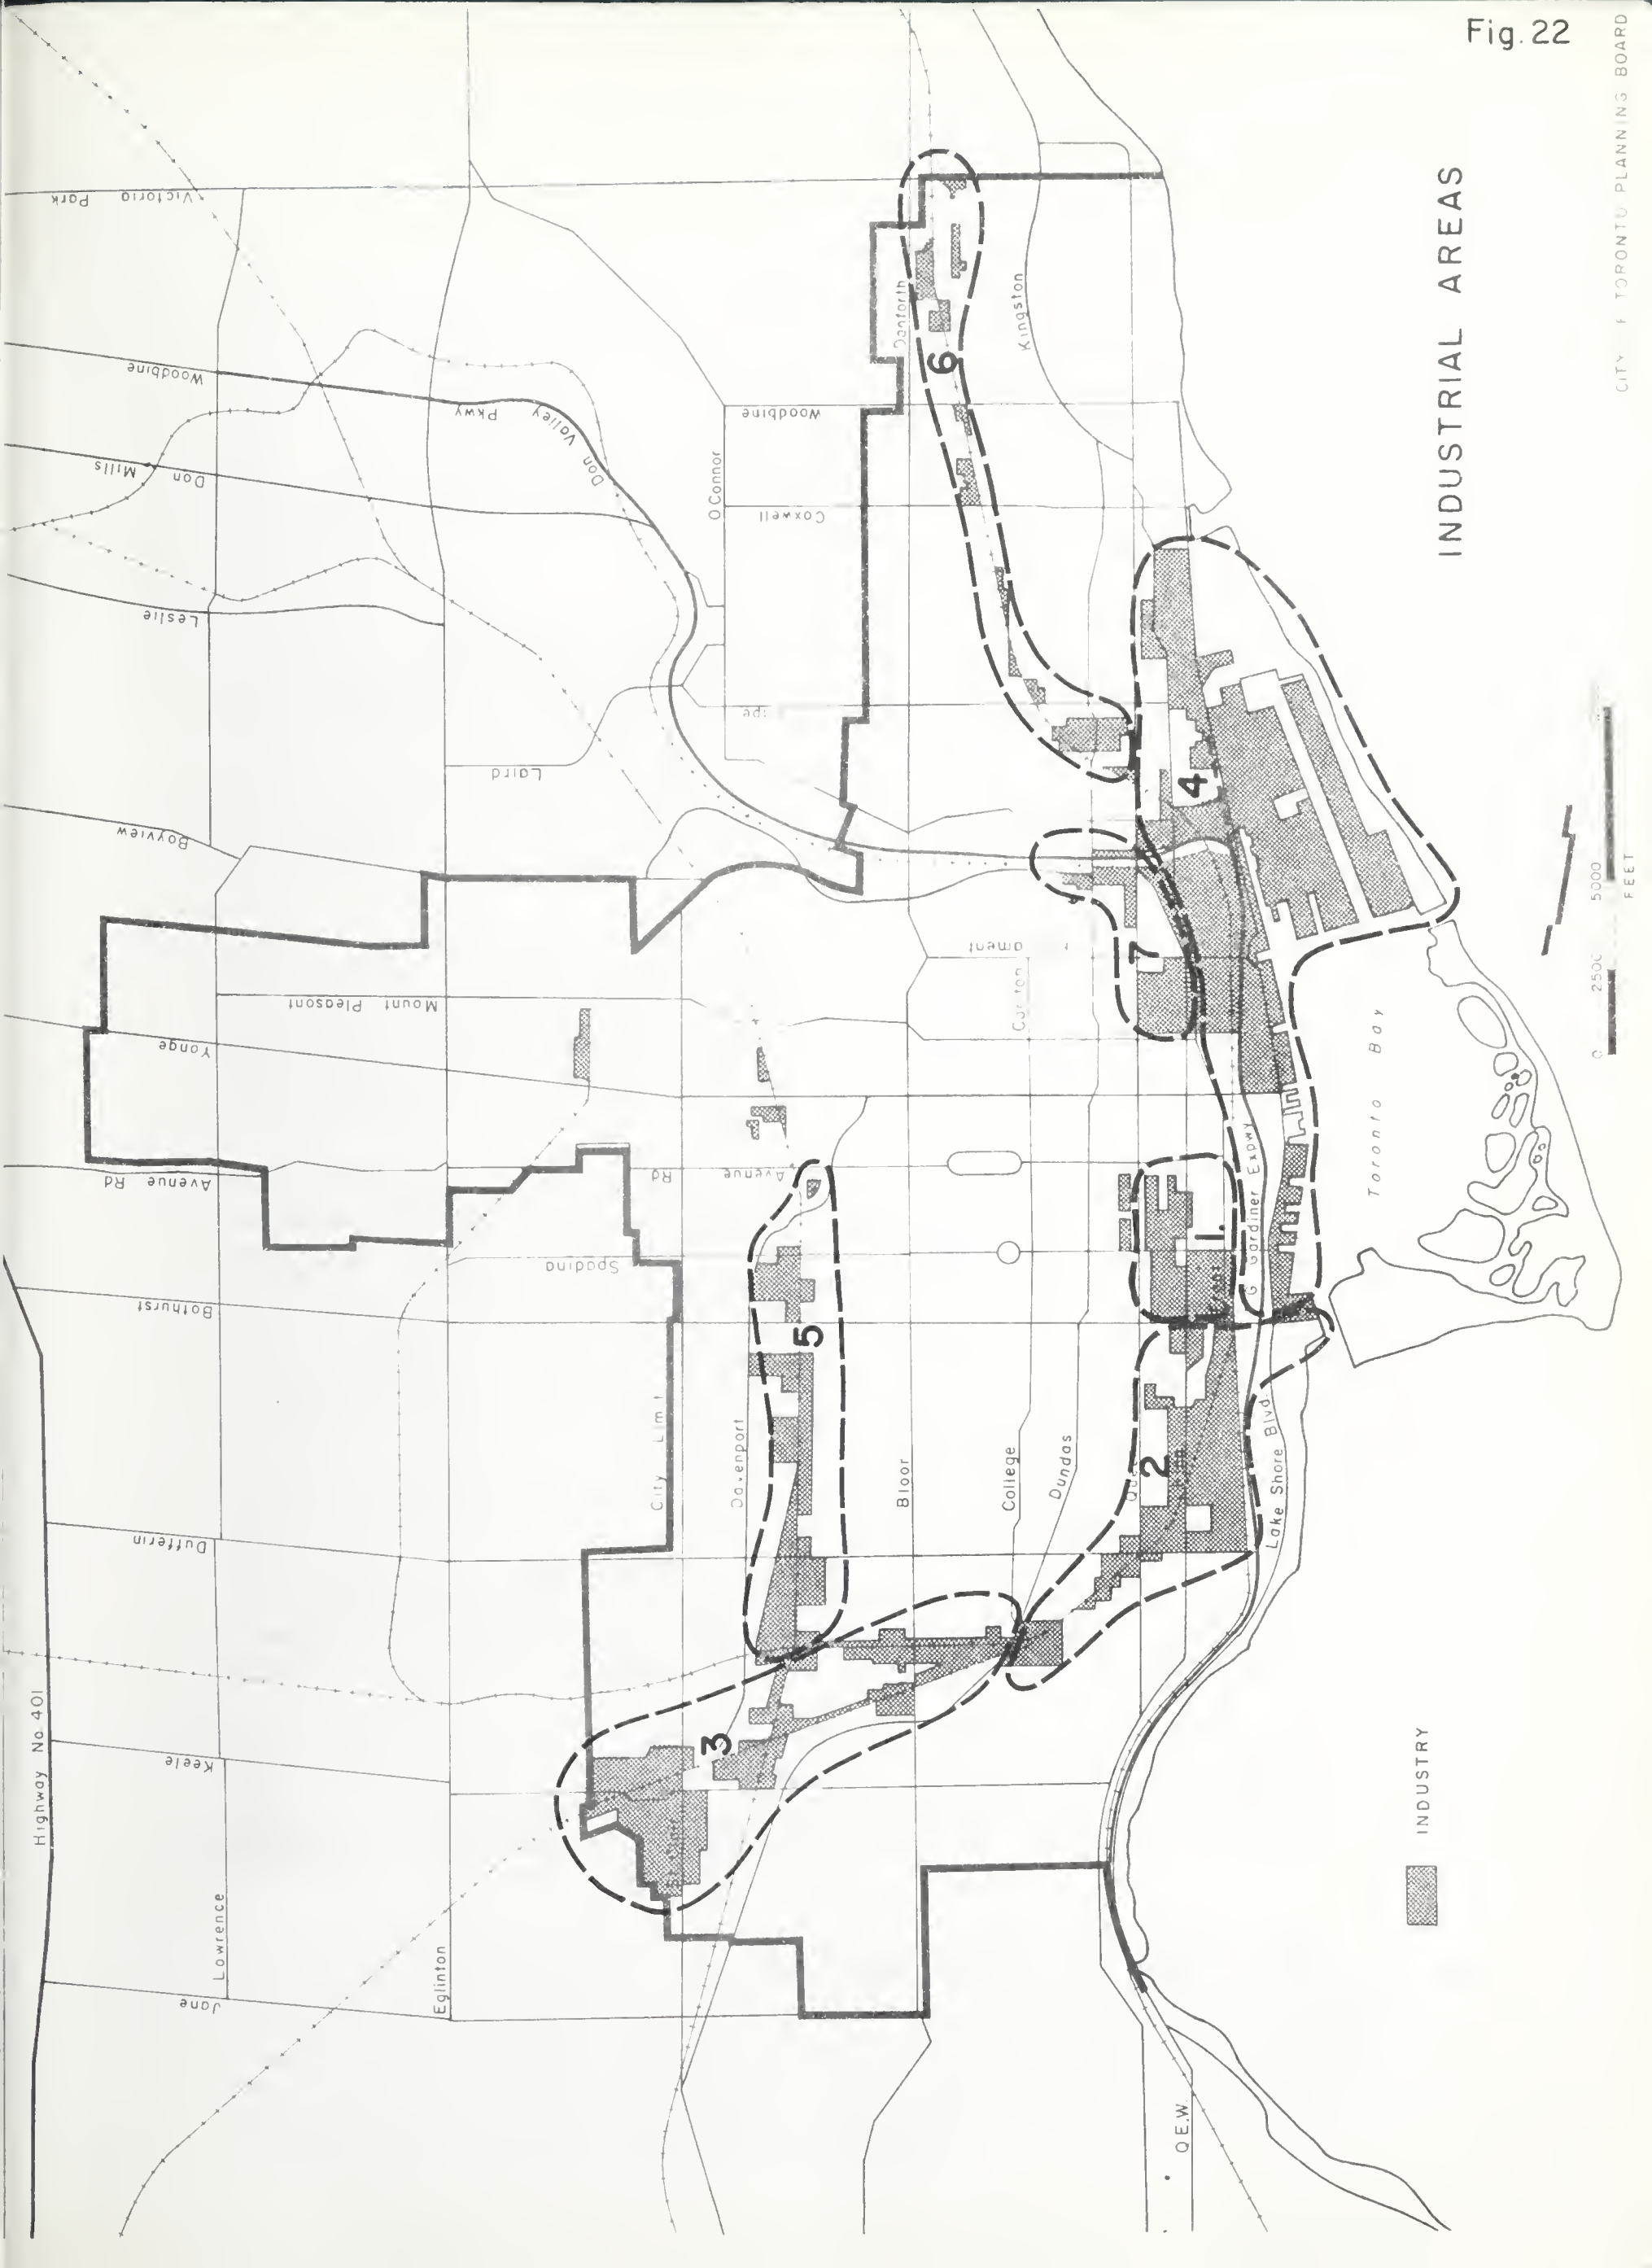 Fig. 22
CITY F TORONTO PLANNING BOARD
INDUSTRIAL AREAS
Victoria Park
Woodbine
Don Mills
Leslie
Bayview
Yonge
Avenue Rd
Bathurst
Dufferin
Keele
Jane
Highway No 401
Lawrence
Eglinton
Don Valley Pkwy
Laird
Mount Pleasant
O Connor
Woodbine
Coxwell
pe
Danforth
Kingston
6
4
7
ament
Avenue Rd
Spadina
City Limit
Davenport
5
Bloor
College
Dundas
3
2
1.
G Gardiner Expwy
Lake Shore Blvd.
Toronto Bay
Q.E.W.
INDUSTRY
0 2500 5000
FEET